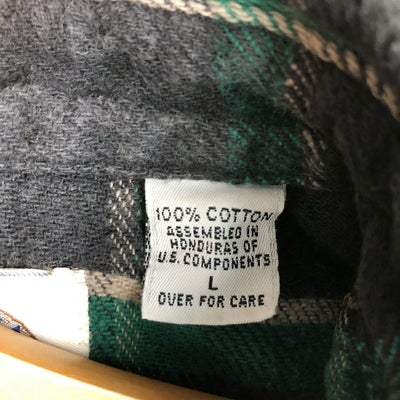 100% COTTON
ASSEMBLED IN
HONDURAS OF
U.S. COMPONENTS
L
OVER FOR CARE